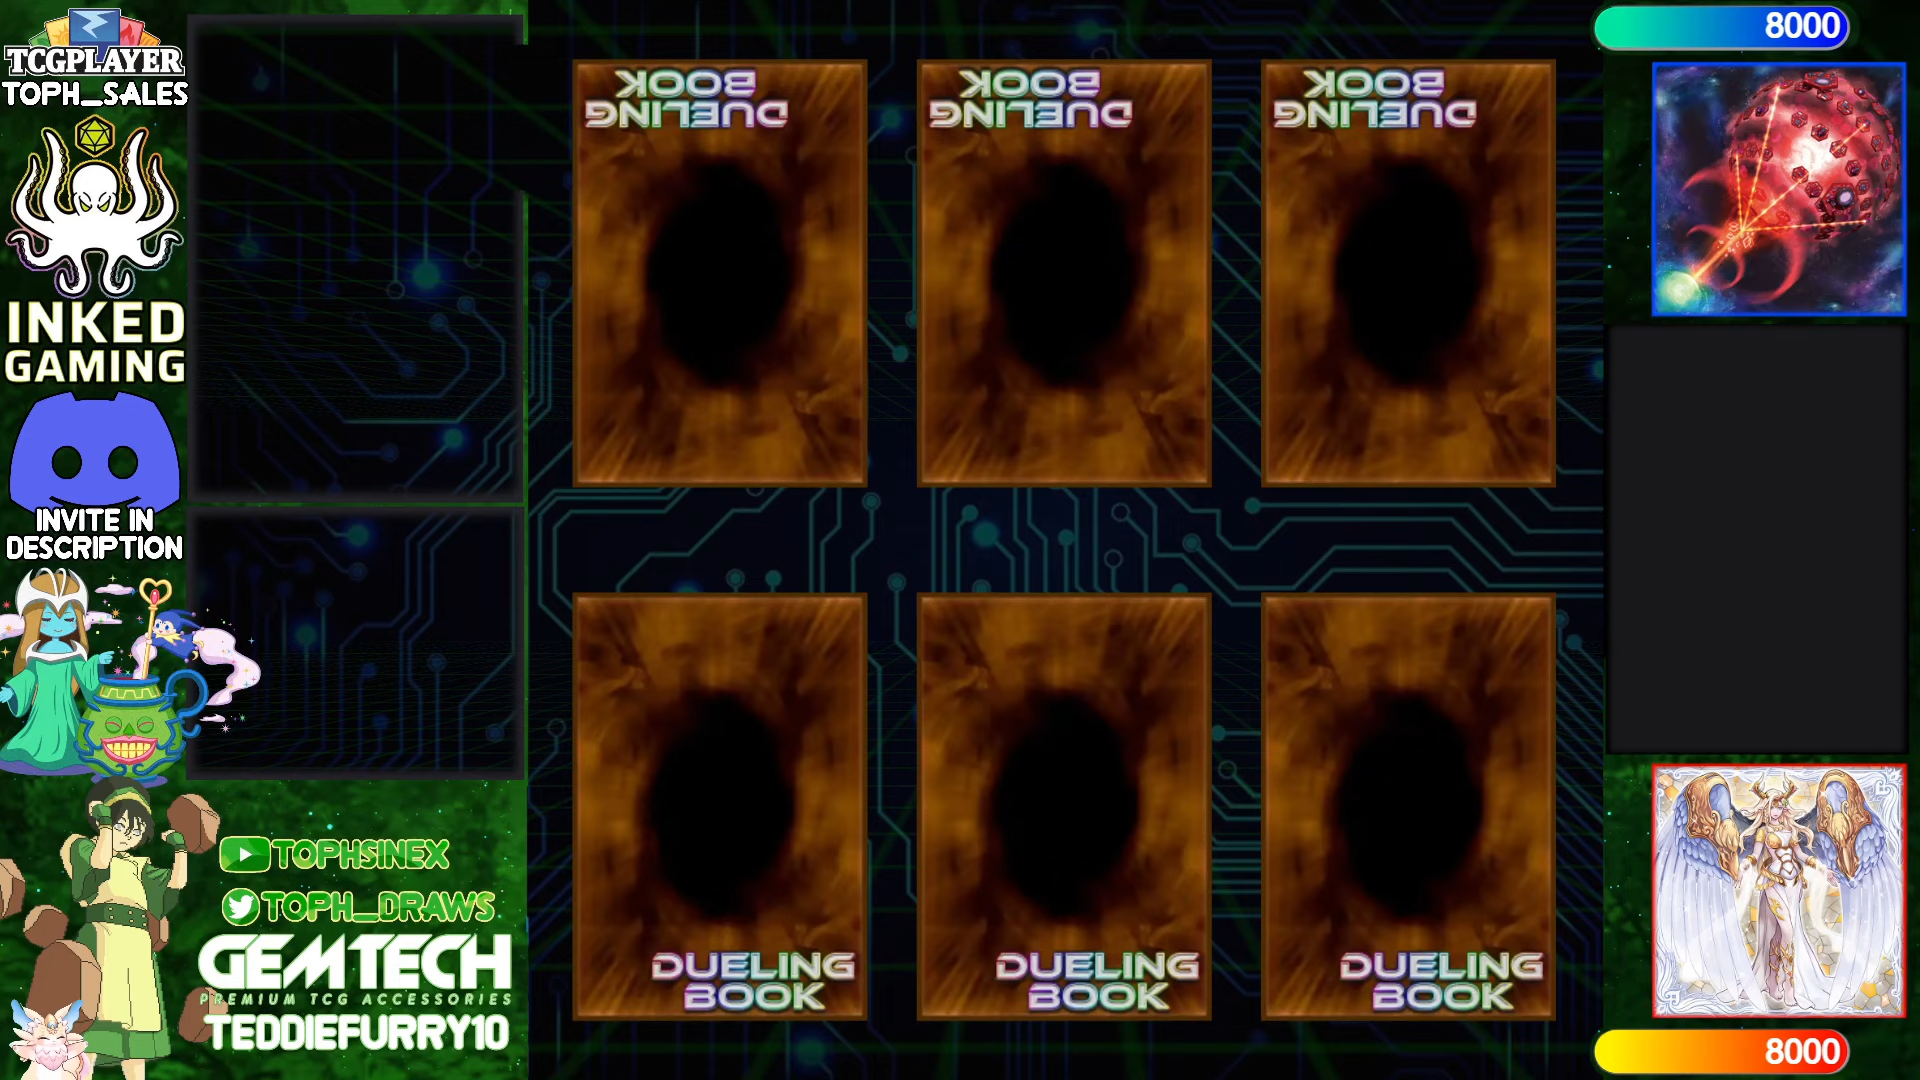 TCGPLAYER
TOPH_SALES
INKED
GAMING
INVITE IN
DESCRIPTION
TOPHSINEX
TOPH_DRAWS
GEMTECH
PREMIUM TCG ACCESSORIES
TEDDIEFURRY10
DUELING
BOOK
DUELING
BOOK
DUELING
BOOK
DUELING
BOOK
DUELING
BOOK
DUELING
BOOK
8000
8000